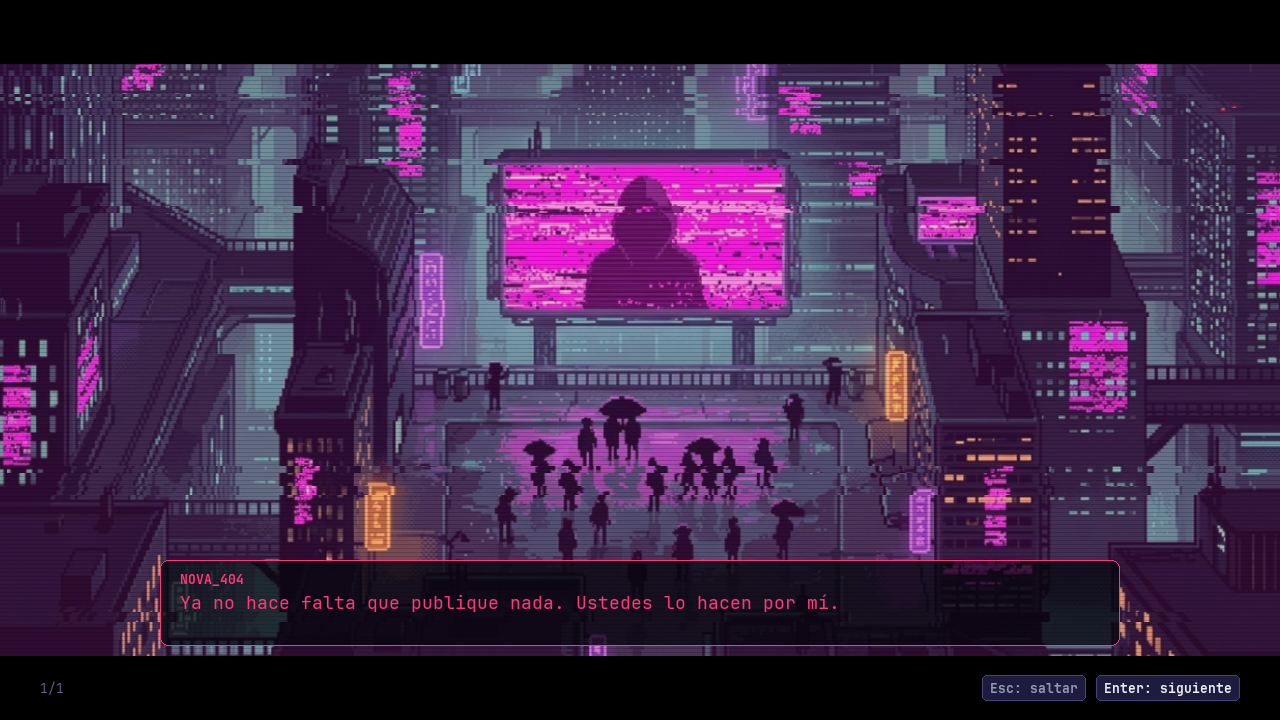 NOVA_404
Ya no hace falta que publique nada. Ustedes lo hacen por mí.
1/1
Esc: saltar
Enter: siguiente